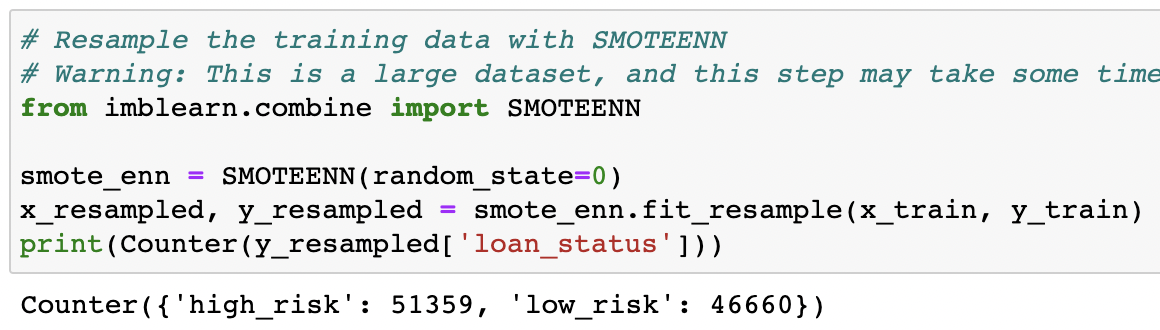 # Resample the training data with SMOTEENN
# Warning: This is a large dataset, and this step may take some time
from imblearn.combine import SMOTEENN
smote_enn = SMOTEENN(random_state=0)
x_resampled, y_resampled = smote_enn.fit_resample(x_train, y_train)
print(Counter(y_resampled['loan_status']))
Counter({'high_risk': 51359, 'low_risk': 46660})